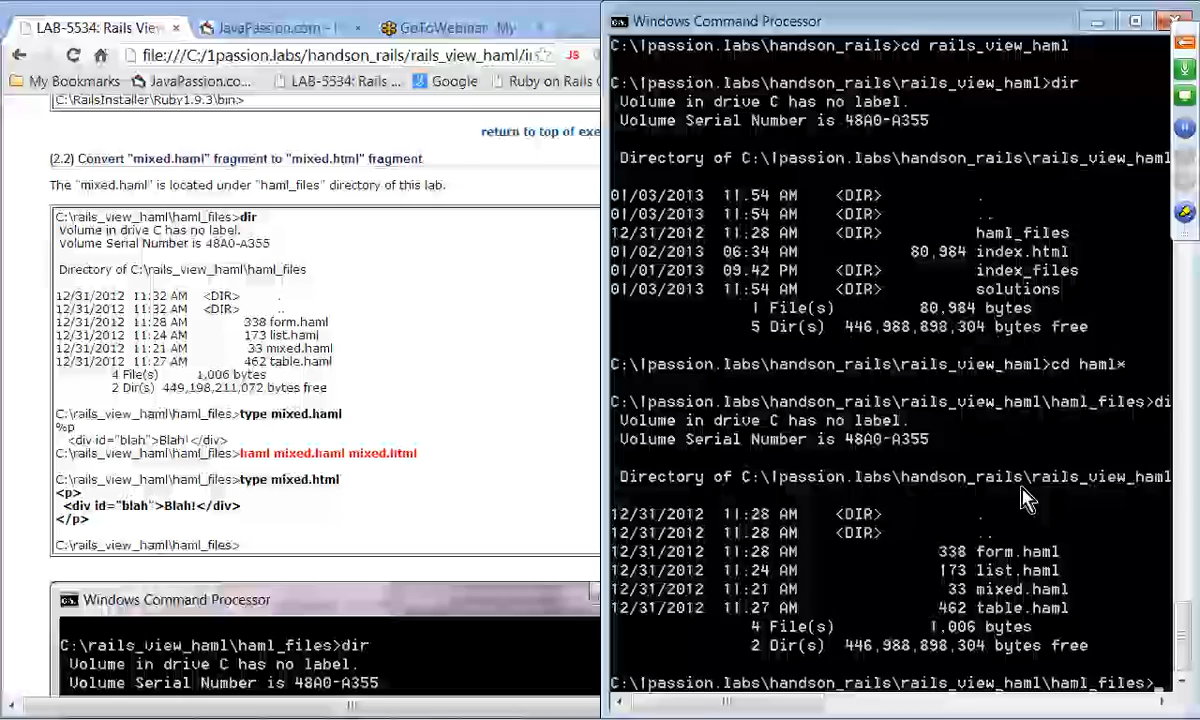 LAB-5534: Rails View
JavaPassion.com:
GoToWebinar - My
file:///C:/1passion.labs/handson_rails/rails_view_haml/i
JS
My Bookmarks
JavaPassion.co...
LAB-5534: Rails ...
Google
Ruby on Rails
C:\RailsInstaller\Ruby1.9.3\bin>
return to top of exe
(2.2) Convert "mixed.haml" fragment to "mixed.html" fragment
The "mixed.haml" is located under "haml_files" directory of this lab.
C:\rails_view_haml\haml_files>dir
Volume in drive C has no label.
Volume Serial Number is 48A0-A355
Directory of C:\rails_view_haml\haml_files
12/31/2012 11:32 AM <DIR> .
12/31/2012 11:32 AM <DIR> ..
12/31/2012 11:28 AM 338 form.haml
12/31/2012 11:24 AM 173 list.haml
12/31/2012 11:21 AM 33 mixed.haml
12/31/2012 11:27 AM 462 table.haml
4 File(s) 1,006 bytes
2 Dir(s) 449,198,211,072 bytes free
C:\rails_view_haml\haml_files>type mixed.haml
%p
<div id="blah">Blah!</div>
C:\rails_view_haml\haml_files>haml mixed.haml mixed.html
C:\rails_view_haml\haml_files>type mixed.html
<p>
<div id="blah">Blah!</div>
</p>
C:\rails_view_haml\haml_files>
Windows Command Processor
C:\rails_view_haml\haml_files>dir
Volume in drive C has no label.
Volume Serial Number is 48A0-A355
Windows Command Processor
C:\!passion.labs\handson_rails>cd rails_view_haml
C:\!passion.labs\handson_rails\rails_view_haml>dir
Volume in drive C has no label.
Volume Serial Number is 48A0-A355
Directory of C:\!passion.labs\handson_rails\rails_view_haml
01/03/2013 11:54 AM <DIR> .
01/03/2013 11:54 AM <DIR> ..
12/31/2012 11:28 AM <DIR> haml_files
01/02/2013 06:34 AM 80,984 index.html
01/01/2013 09:42 PM <DIR> index_files
01/03/2013 11:54 AM <DIR> solutions
1 File(s) 80,984 bytes
5 Dir(s) 446,988,898,304 bytes free
C:\!passion.labs\handson_rails\rails_view_haml>cd haml*
C:\!passion.labs\handson_rails\rails_view_haml\haml_files>di
Volume in drive C has no label.
Volume Serial Number is 48A0-A355
Directory of C:\!passion.labs\handson_rails\rails_view_haml
12/31/2012 11:28 AM <DIR> .
12/31/2012 11:28 AM <DIR> ..
12/31/2012 11:28 AM 338 form.haml
12/31/2012 11:24 AM 173 list.haml
12/31/2012 11:21 AM 33 mixed.haml
12/31/2012 11:27 AM 462 table.haml
4 File(s) 1,006 bytes
2 Dir(s) 446,988,898,304 bytes free
C:\!passion.labs\handson_rails\rails_view_haml\haml_files>_